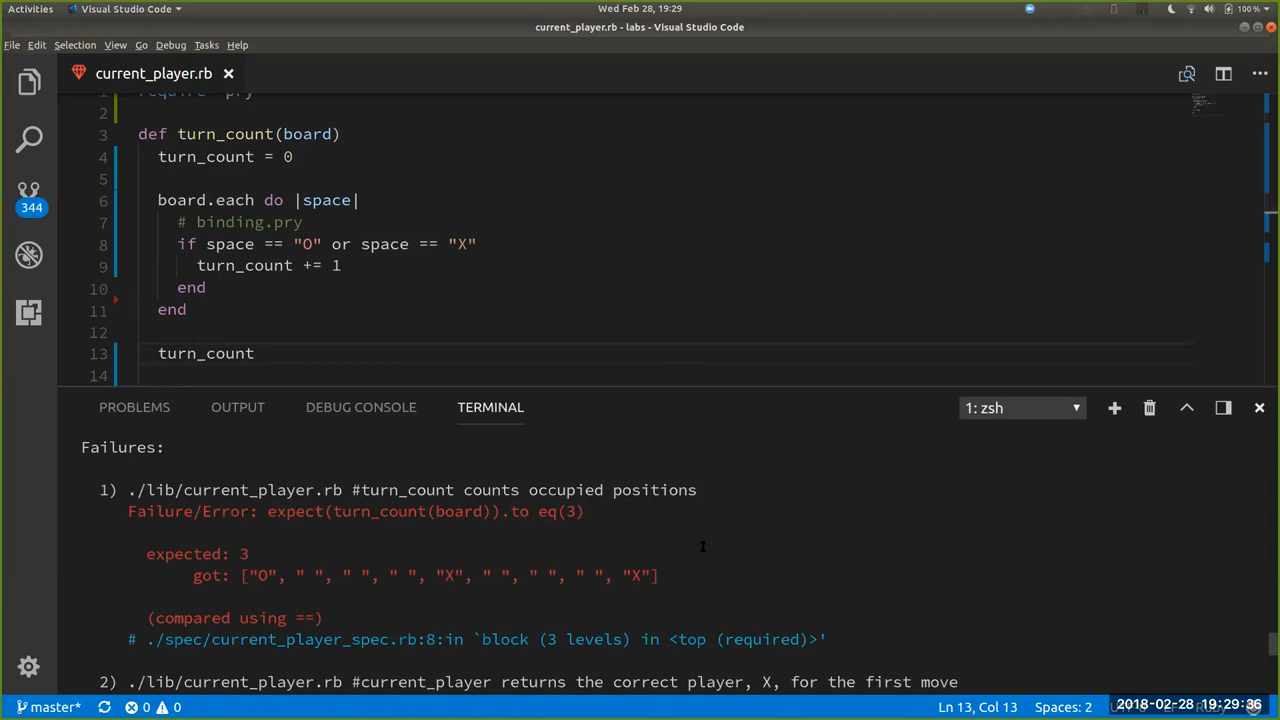 Activities Visual Studio Code Wed Feb 28, 19:29 100 %
current_player.rb - labs - Visual Studio Code
File Edit Selection View Go Debug Tasks Help
current_player.rb
1 require 'pry'
2
3 def turn_count(board)
4 turn_count = 0
5
6 board.each do |space|
7 # binding.pry
8 if space == "O" or space == "X"
9 turn_count += 1
10 end
11 end
12
13 turn_count
14
344
PROBLEMS OUTPUT DEBUG CONSOLE TERMINAL 1: zsh
Failures:
1) ./lib/current_player.rb #turn_count counts occupied positions
Failure/Error: expect(turn_count(board)).to eq(3)
expected: 3
got: ["O", " ", " ", " ", "X", " ", " ", " ", "X"]
(compared using ==)
# ./spec/current_player_spec.rb:8:in `block (3 levels) in <top (required)>'
2) ./lib/current_player.rb #current_player returns the correct player, X, for the first move
master* 0 0 Ln 13, Col 13 Spaces: 2 2018-02-28 19:29:36